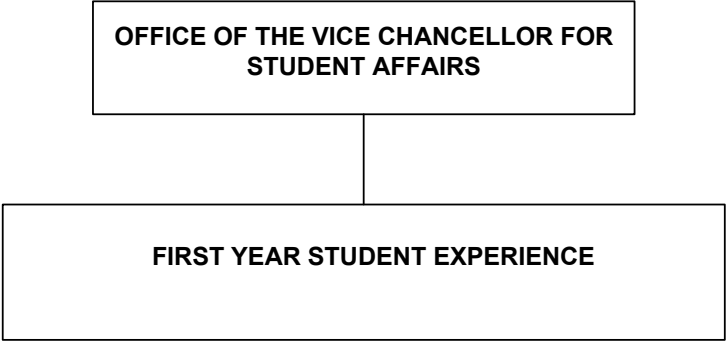 OFFICE OF THE VICE CHANCELLOR FOR
STUDENT AFFAIRS
FIRST YEAR STUDENT EXPERIENCE